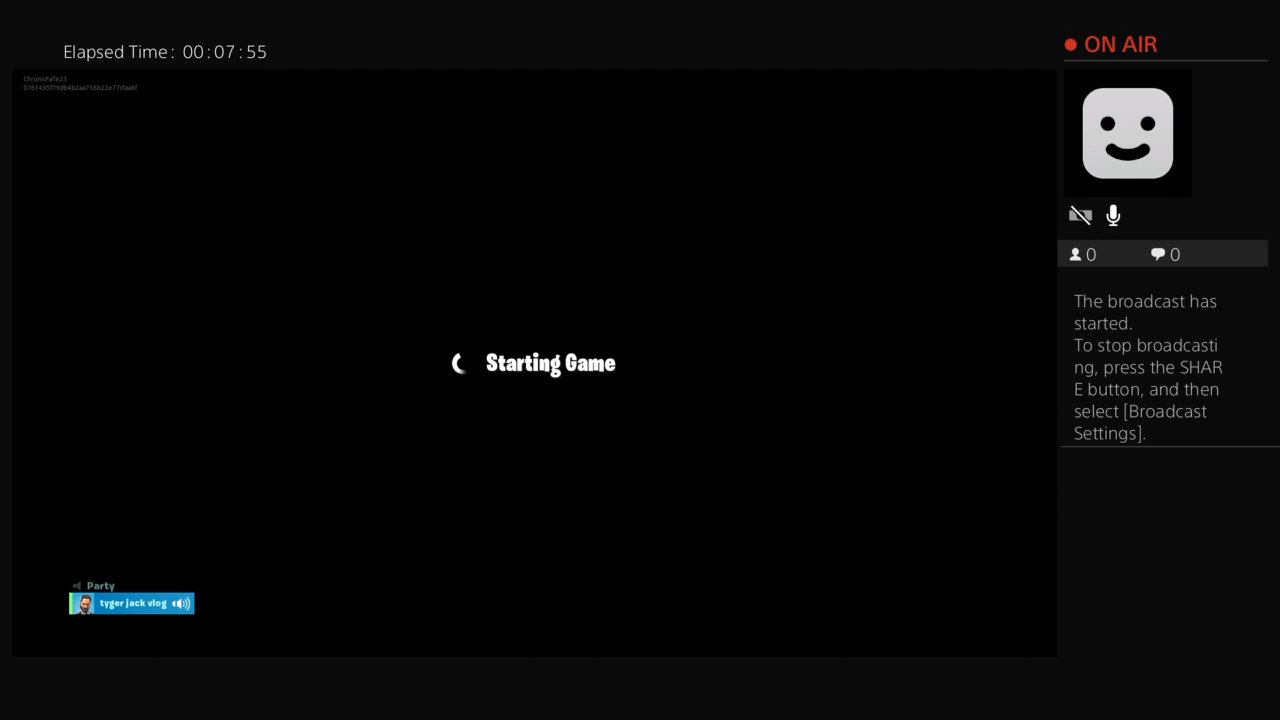 Elapsed Time: 00:07:55
ON AIR
ChronicFaTe23
0
0
The broadcast has
started.
To stop broadcasti
ng, press the SHAR
E button, and then
select [Broadcast
Settings].
Starting Game
Party
tyger jack vlog